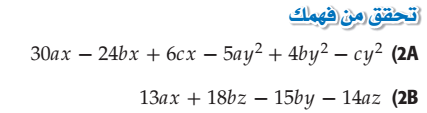 تحقق من فهمك
30ax − 24bx + 6cx − 5ay² + 4by² − cy² (2A
13ax + 18bz − 15by − 14az (2B